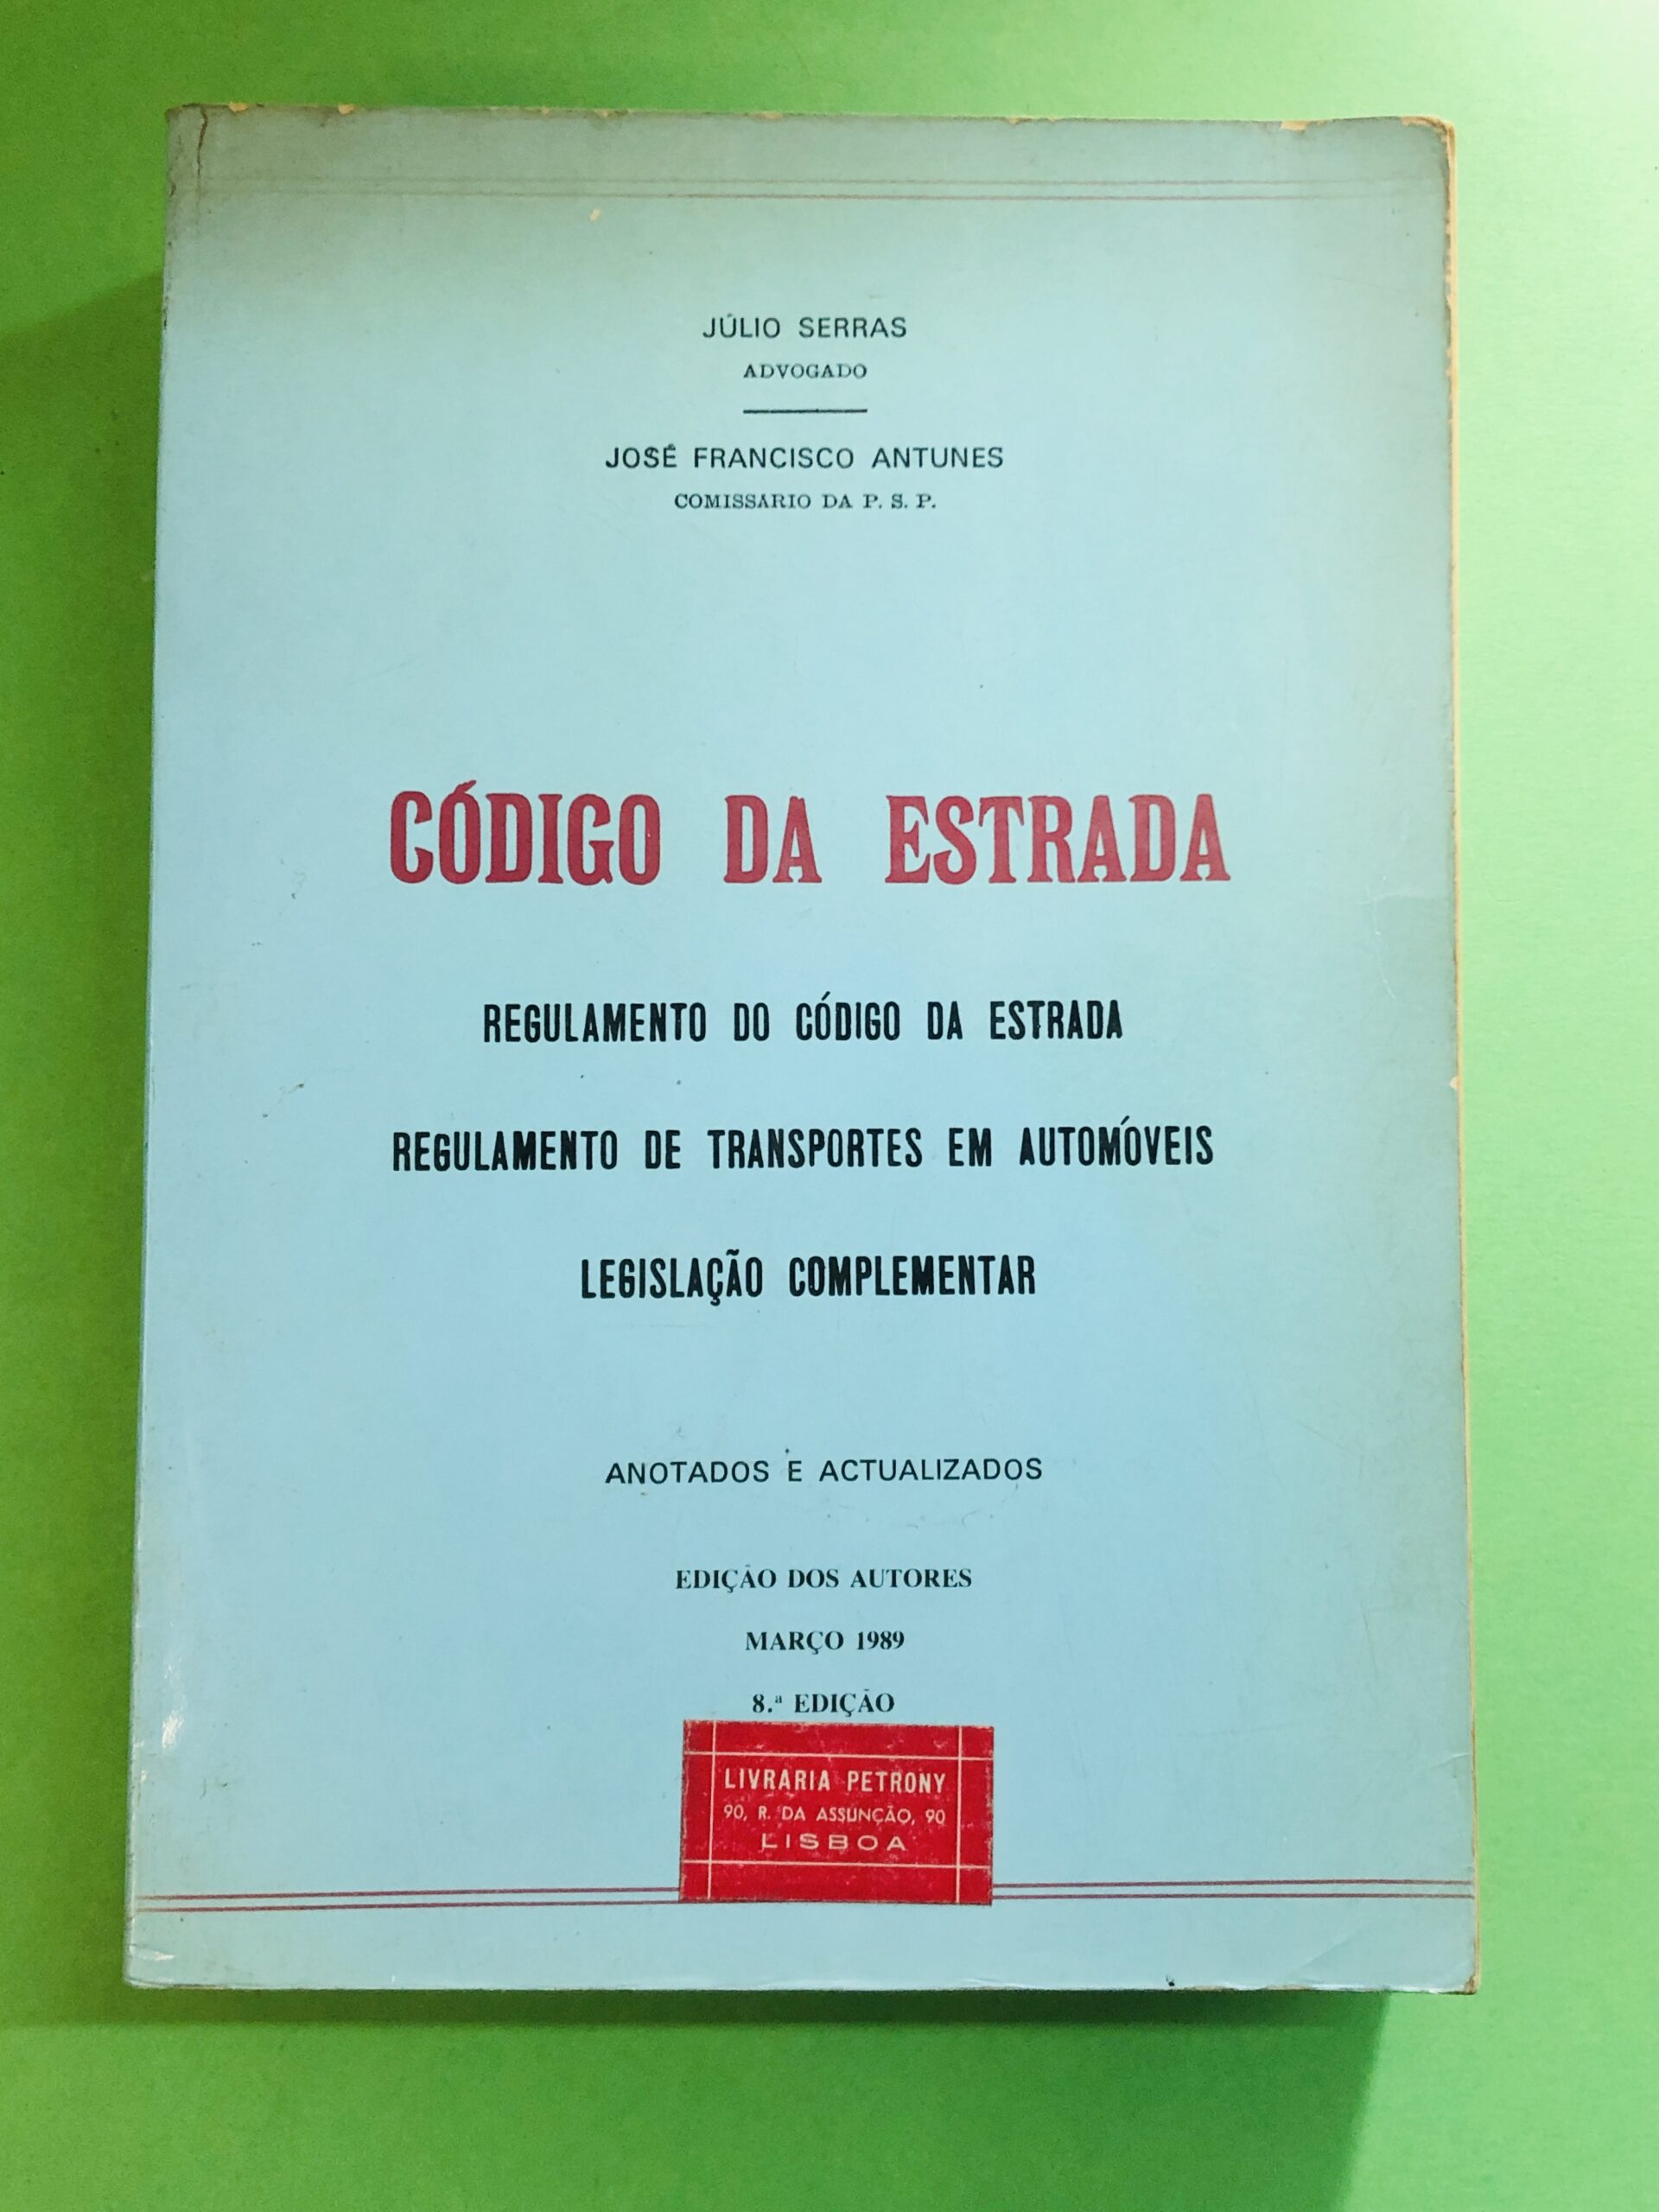 JÚLIO SERRAS
ADVOGADO
JOSÉ FRANCISCO ANTUNES
COMISSÁRIO DA P. S. P.
CÓDIGO DA ESTRADA
REGULAMENTO DO CÓDIGO DA ESTRADA
REGULAMENTO DE TRANSPORTES EM AUTOMÓVEIS
LEGISLAÇÃO COMPLEMENTAR
ANOTADOS E ACTUALIZADOS
EDIÇÃO DOS AUTORES
MARÇO 1989
8.ª EDIÇÃO
LIVRARIA PETRONY
90, R. DA ASSUNÇÃO, 90
LISBOA